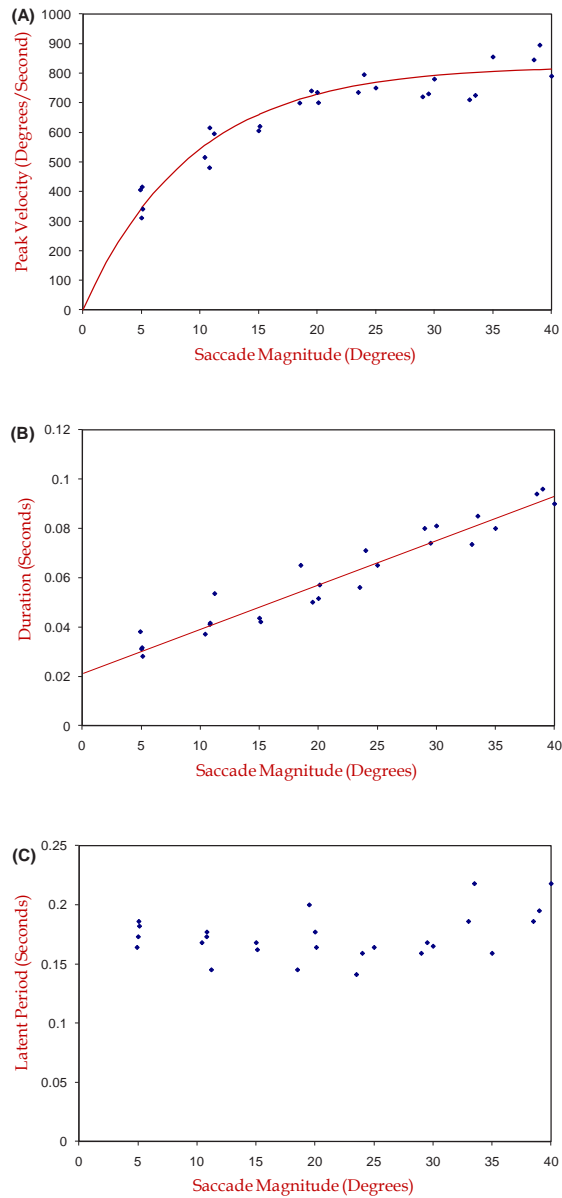 (A)
1000
900
800
700
600
500
400
300
200
100
0
Peak Velocity (Degrees/Second)
0 5 10 15 20 25 30 35 40
Saccade Magnitude (Degrees)
(B)
0.12
0.1
0.08
0.06
0.04
0.02
0
Duration (Seconds)
0 5 10 15 20 25 30 35 40
Saccade Magnitude (Degrees)
(C)
0.25
0.2
0.15
0.1
0.05
0
Latent Period (Seconds)
0 5 10 15 20 25 30 35 40
Saccade Magnitude (Degrees)